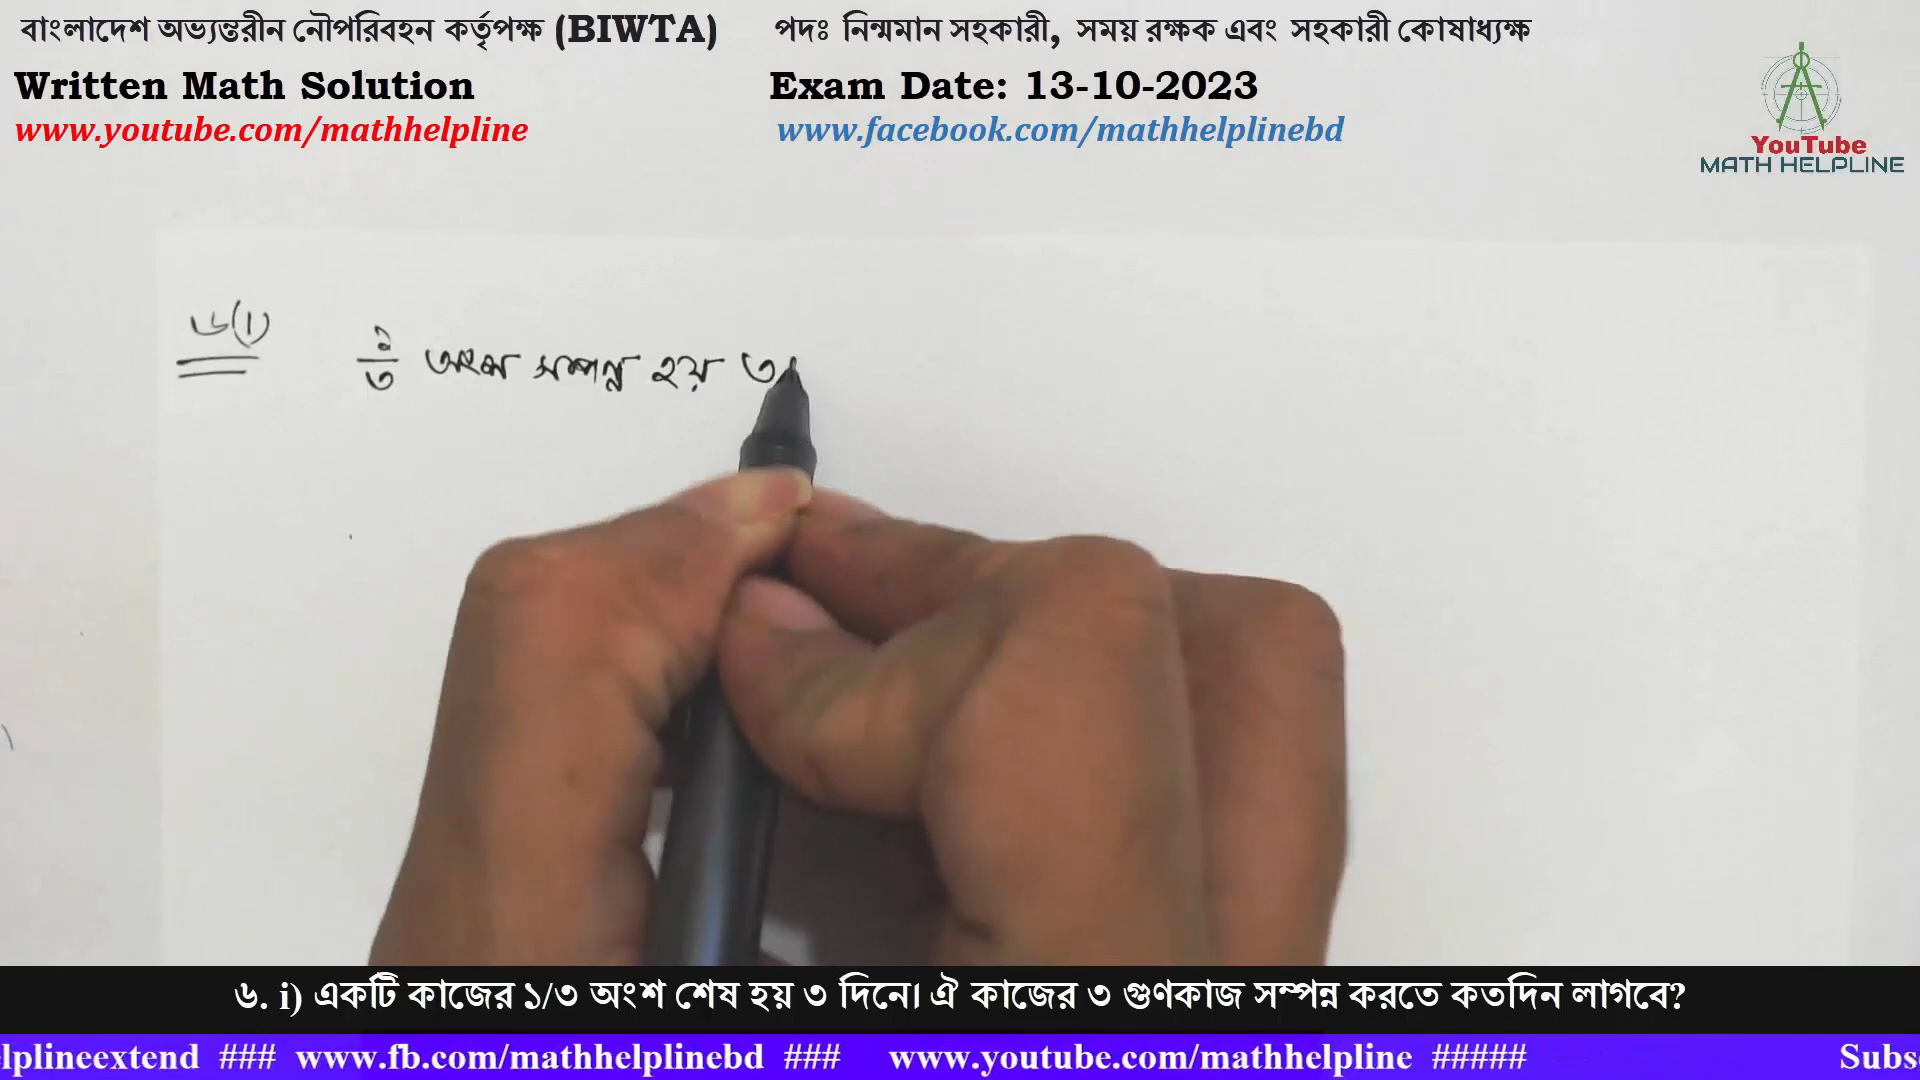 বাংলাদেশ অভ্যন্তরীন নৌপরিবহন কর্তৃপক্ষ (BIWTA) পদঃ নিন্মমান সহকারী, সময় রক্ষক এবং সহকারী কোষাধ্যক্ষ
Written Math Solution Exam Date: 13-10-2023
www.youtube.com/mathhelpline www.facebook.com/mathhelplinebd
YouTube
MATH HELPLINE
৬(i) ১/৩ অংশ সম্পন্ন হয় ৩
৬. i) একটি কাজের ১/৩ অংশ শেষ হয় ৩ দিনে। ঐ কাজের ৩ গুণকাজ সম্পন্ন করতে কতদিন লাগবে?
elplineextend ### www.fb.com/mathhelplinebd ### www.youtube.com/mathhelpline ##### Subs